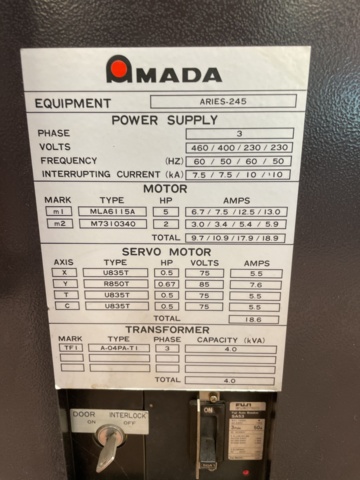 AMADA
EQUIPMENT ARIES-245
POWER SUPPLY
PHASE 3
VOLTS 460/400/230/230
FREQUENCY (HZ) 60/50/60/50
INTERRUPTING CURRENT (kA) 7.5/7.5/10/10
MOTOR
MARK TYPE HP AMPS
m1 MLA6115A 5 6.7/7.5/12.5/13.0
m2 M7310340 2 3.0/3.4/5.4/5.9
TOTAL 9.7/10.9/17.9/18.9
SERVO MOTOR
AXIS TYPE HP VOLTS AMPS
X U835T 0.5 75 5.5
Y R850T 0.67 85 7.6
T U835T 0.5 75 5.5
C U835T 0.5 75 5.5
TOTAL 18.6
TRANSFORMER
MARK TYPE PHASE CAPACITY (kVA)
TF1 A-04PA-T1 3 4.0
TOTAL 4.0
DOOR INTERLOCK
ON OFF
ON
FUJI